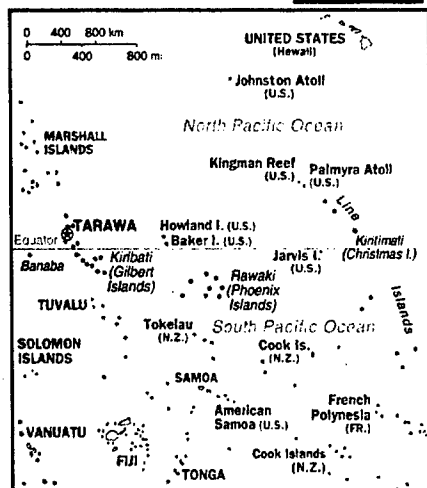 0 400 800 km
0 400 800 mi
UNITED STATES
(Hawaii)
Johnston Atoll
(U.S.)
North Pacific Ocean
MARSHALL
ISLANDS
Kingman Reef
(U.S.)
Palmyra Atoll
(U.S.)
Line
TARAWA
Howland I. (U.S.)
Equator
Baker I. (U.S.)
Kiritimati
(Christmas I.)
Banaba
Kiribati
(Gilbert
Islands)
Jarvis I.
(U.S.)
Rawaki
(Phoenix
Islands)
Islands
TUVALU
Tokelau
(N.Z.)
South Pacific Ocean
SOLOMON
ISLANDS
Cook Is.
(N.Z.)
SAMOA
American
Samoa (U.S.)
French
Polynesia
(FR.)
VANUATU
FIJI
Cook Islands
(N.Z.)
TONGA